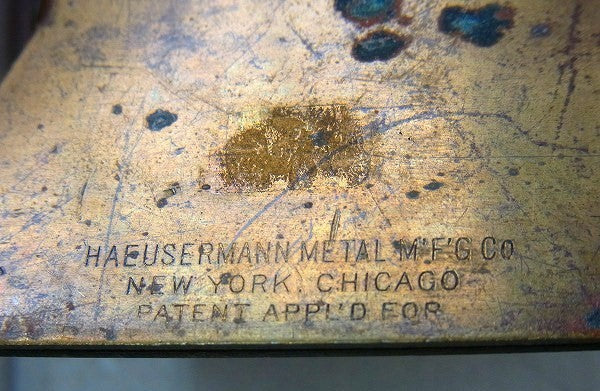 HAEUSERMANN METAL M'F'G CO
NEW YORK. CHICAGO
PATENT APPL'D FOR